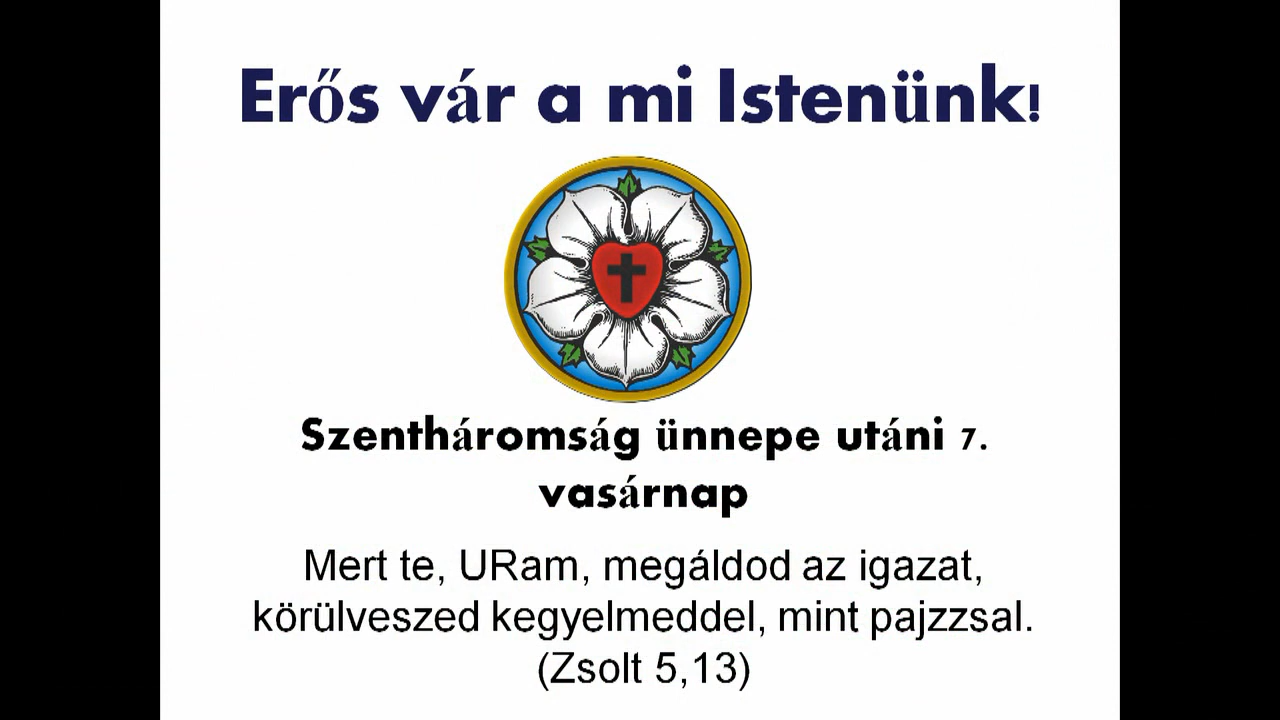 Erős vár a mi Istenünk!
Szentháromság ünnepe utáni 7.
vasárnap
Mert te, URam, megáldod az igazat,
körülveszed kegyelmeddel, mint pajzzsal.
(Zsolt 5,13)